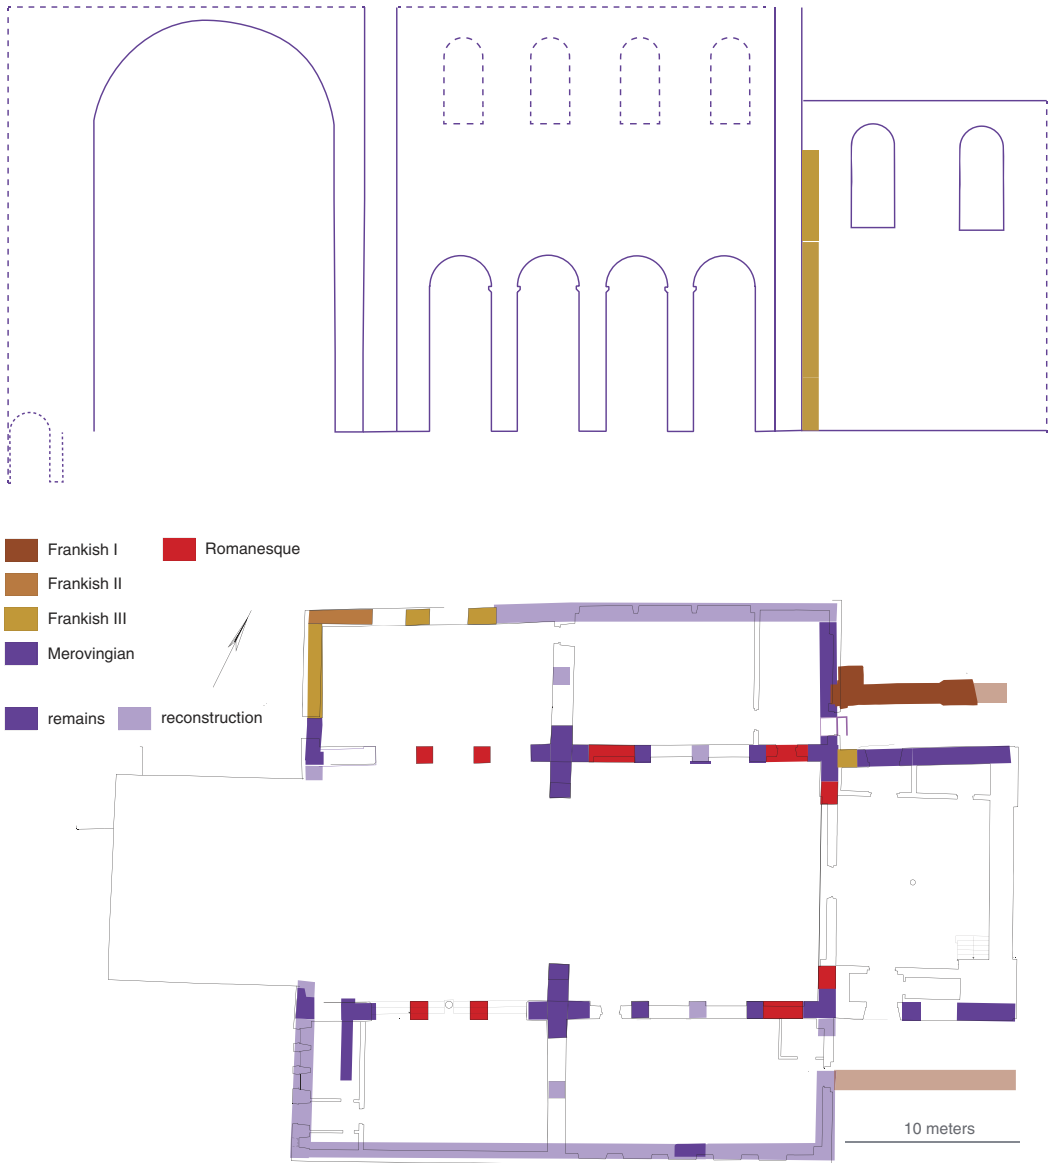 Frankish I
Romanesque
Frankish II
Frankish III
Merovingian
remains
reconstruction
10 meters